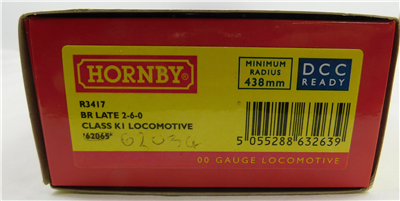 HORNBY®
MINIMUM
RADIUS
438mm
DCC
READY
R3417
BR LATE 2-6-0
CLASS K1 LOCOMOTIVE
'62065' 62036
5 055288 632639
00 GAUGE LOCOMOTIVE